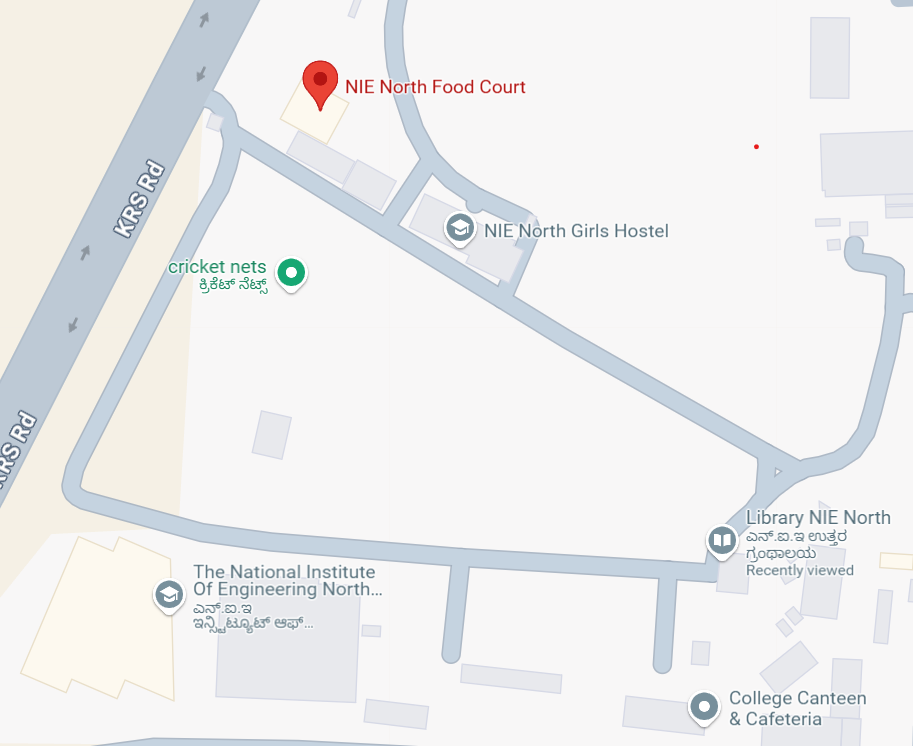 NIE North Food Court
KRS Rd
NIE North Girls Hostel
cricket nets
ಕ್ರಿಕೆಟ್ ನೆಟ್ಸ್
KRS Rd
Library NIE North
ಎನ್.ಐ.ಇ ಉತ್ತರ
ಗ್ರಂಥಾಲಯ
Recently viewed
The National Institute
Of Engineering North...
ಎನ್.ಐ.ಇ
ಇನ್ಸ್ಟಿಟ್ಯೂಟ್ ಆಫ್...
College Canteen
& Cafeteria